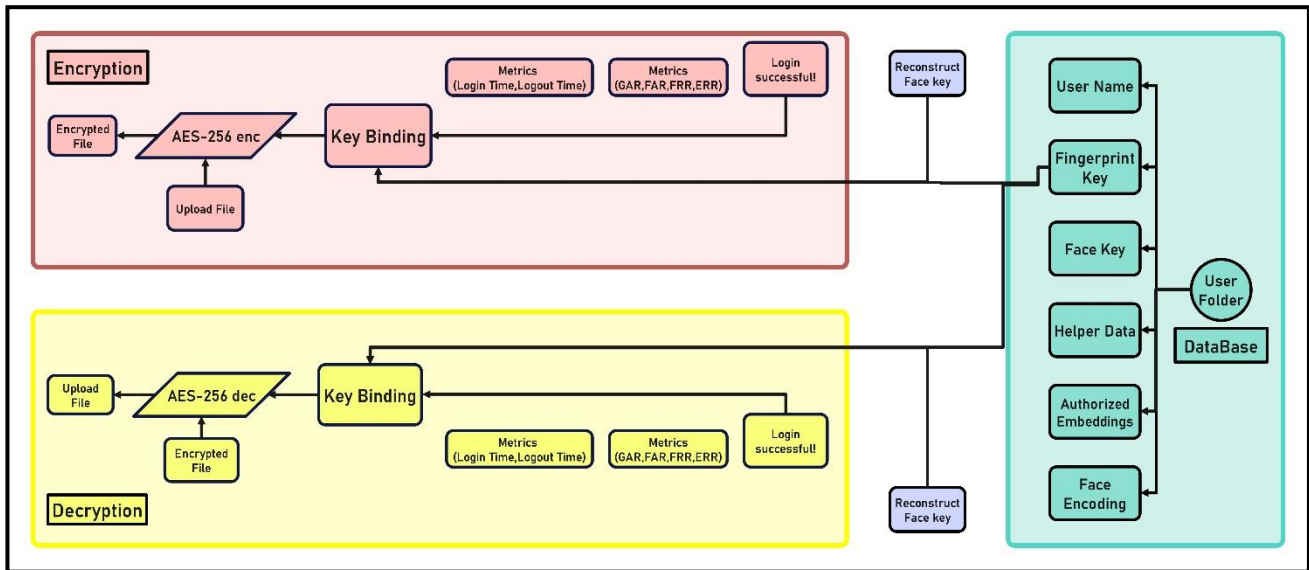 Encryption
Metrics
(Login Time,Logout Time)
Metrics
(GAR,FAR,FRR,ERR)
Login
successful!
Encrypted
File
AES-256 enc
Key Binding
Upload File
Reconstruct
Face key
User Name
Fingerprint
Key
Face Key
Helper Data
Authorized
Embeddings
Face
Encoding
User
Folder
DataBase
Upload
File
AES-256 dec
Key Binding
Encrypted
File
Metrics
(Login Time,Logout Time)
Metrics
(GAR,FAR,FRR,ERR)
Login
successful!
Decryption
Reconstruct
Face key